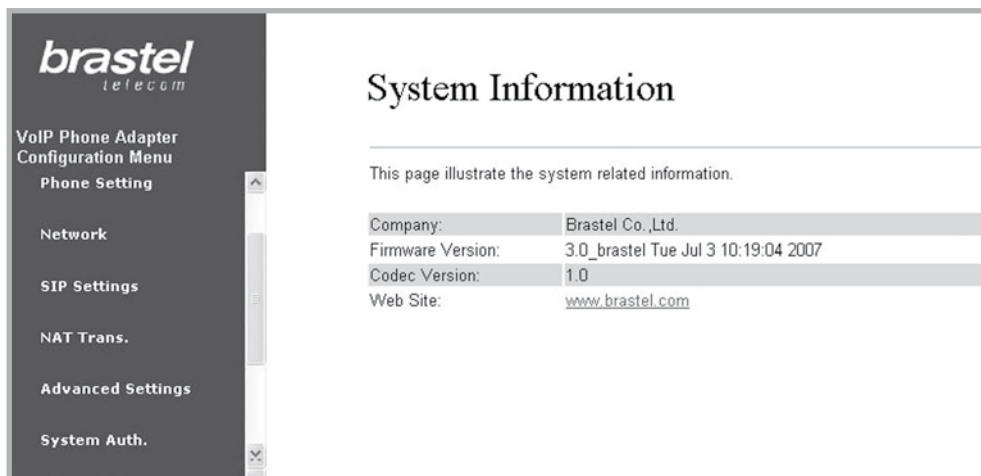 brastel
telecom
VoIP Phone Adapter
Configuration Menu
Phone Setting
Network
SIP Settings
NAT Trans.
Advanced Settings
System Auth.
System Information
This page illustrate the system related information.
Company: Brastel Co.,Ltd.
Firmware Version: 3.0_brastel Tue Jul 3 10:19:04 2007
Codec Version: 1.0
Web Site: www.brastel.com